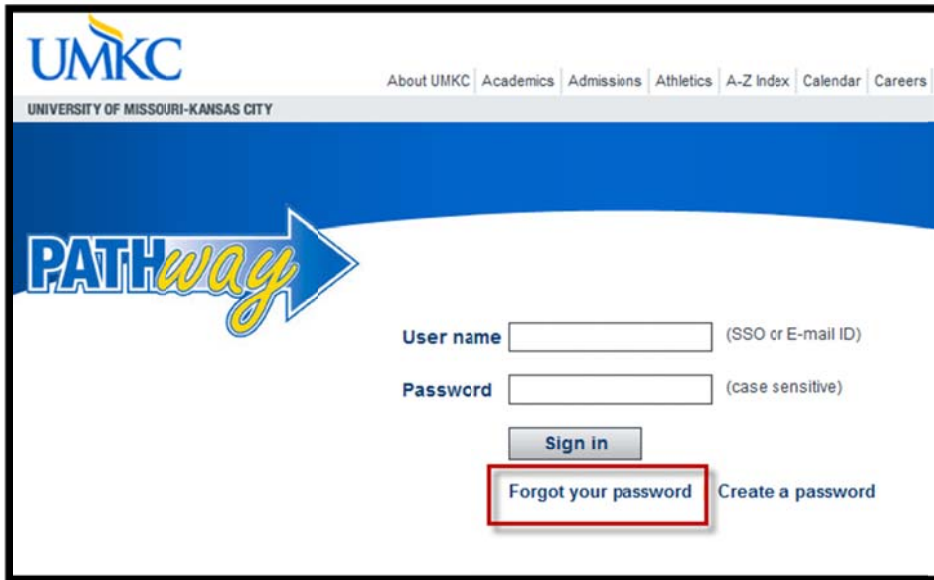 UMKC
About UMKC Academics Admissions Athletics A-Z Index Calendar Careers
UNIVERSITY OF MISSOURI-KANSAS CITY
PATHway
User name (SSO or E-mail ID)
Password (case sensitive)
Sign in
Forgot your password Create a password